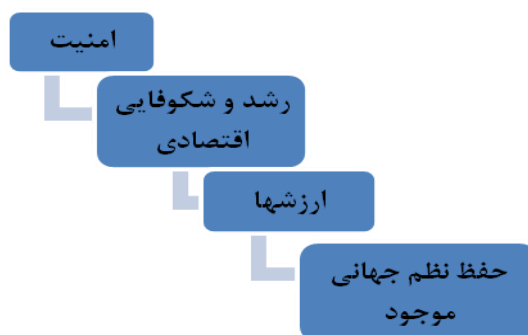 امنیت
رشد و شکوفایی
اقتصادی
ارزشها
حفظ نظم جهانی
موجود